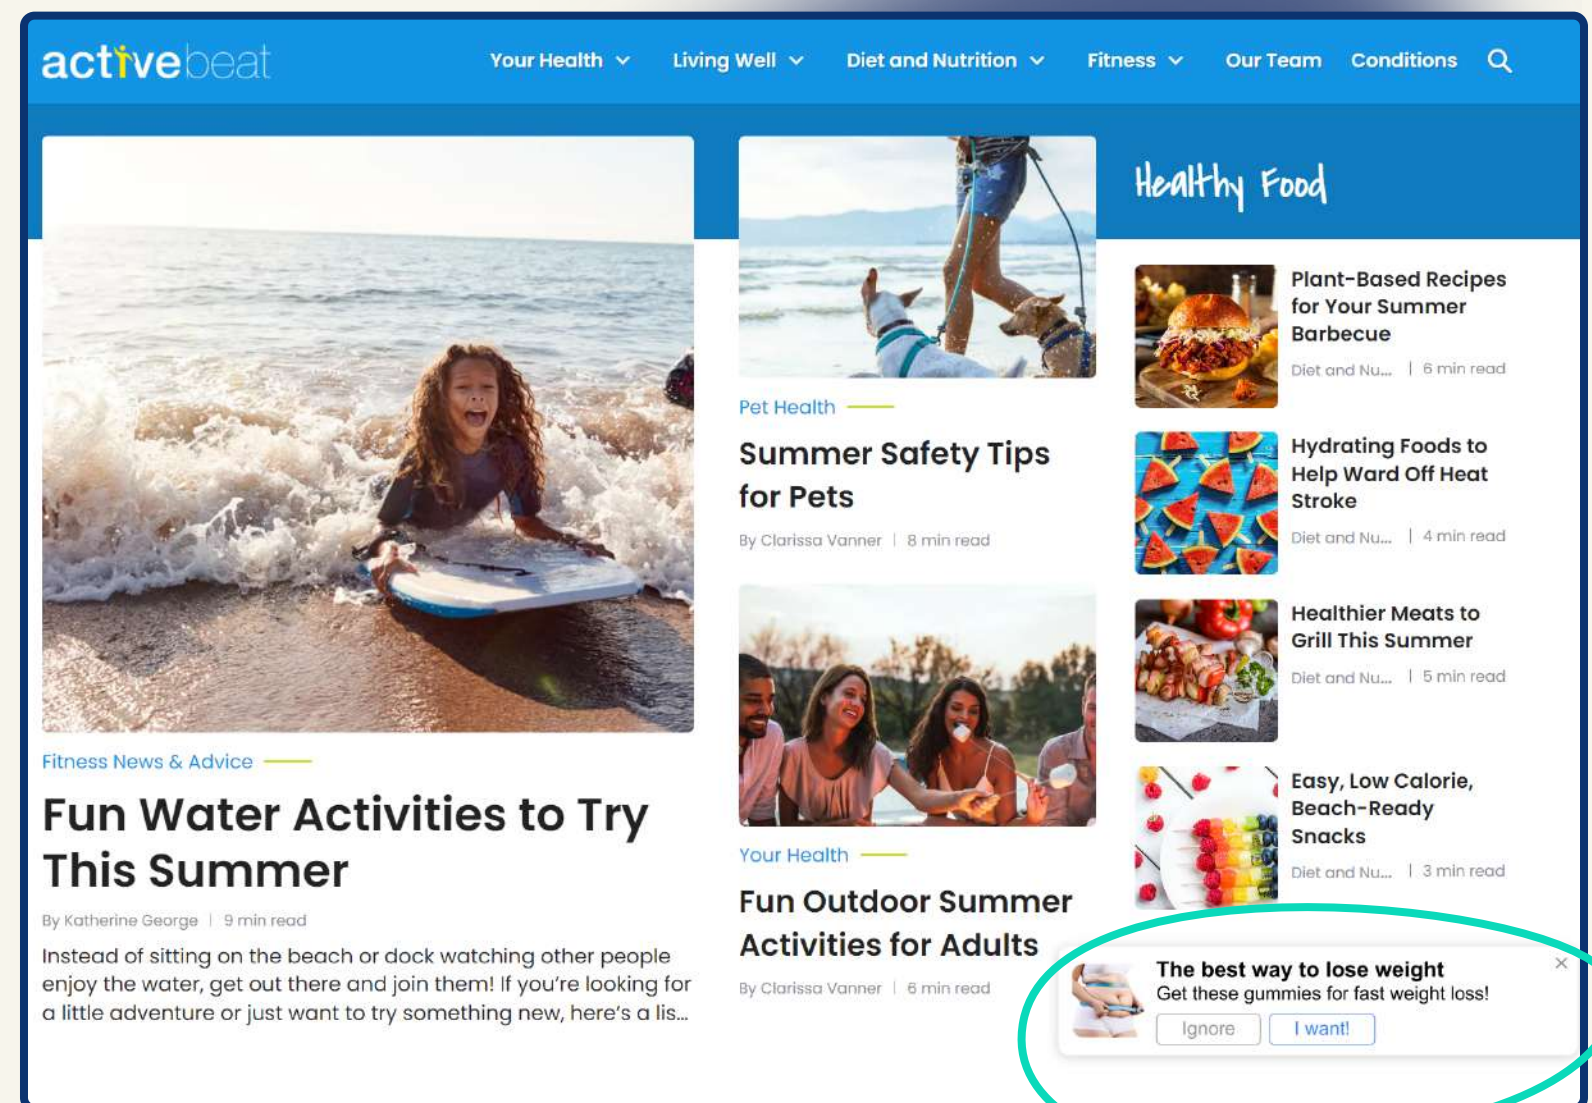 activebeat
Your Health
Living Well
Diet and Nutrition
Fitness
Our Team
Conditions
Fitness News & Advice
Fun Water Activities to Try
This Summer
By Katherine George | 9 min read
Instead of sitting on the beach or dock watching other people
enjoy the water, get out there and join them! If you're looking for
a little adventure or just want to try something new, here's a lis...
Pet Health
Summer Safety Tips
for Pets
By Clarissa Vanner | 8 min read
Your Health
Fun Outdoor Summer
Activities for Adults
By Clarissa Vanner | 6 min read
Healthy Food
Plant-Based Recipes
for Your Summer
Barbecue
Diet and Nu... | 6 min read
Hydrating Foods to
Help Ward Off Heat
Stroke
Diet and Nu... | 4 min read
Healthier Meats to
Grill This Summer
Diet and Nu... | 5 min read
Easy, Low Calorie,
Beach-Ready
Snacks
Diet and Nu... | 3 min read
The best way to lose weight
Get these gummies for fast weight loss!
Ignore
I want!